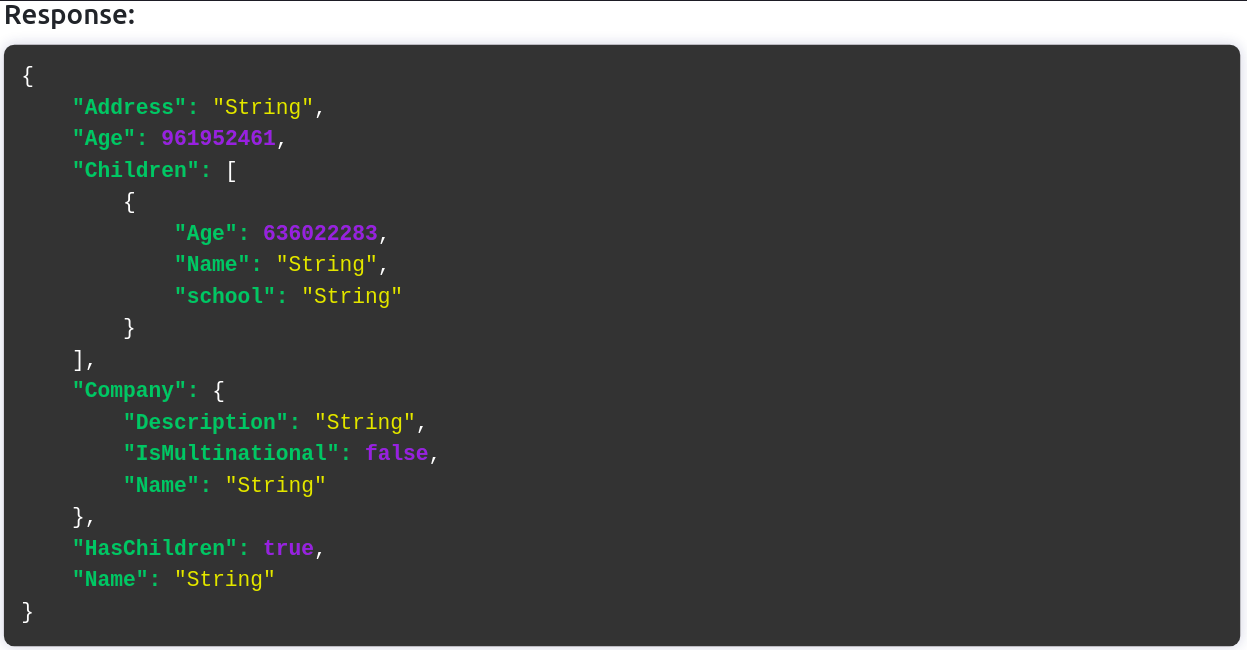 Response:
{
    "Address": "String",
    "Age": 961952461,
    "Children": [
        {
            "Age": 636022283,
            "Name": "String",
            "school": "String"
        }
    ],
    "Company": {
        "Description": "String",
        "IsMultinational": false,
        "Name": "String"
    },
    "HasChildren": true,
    "Name": "String"
}